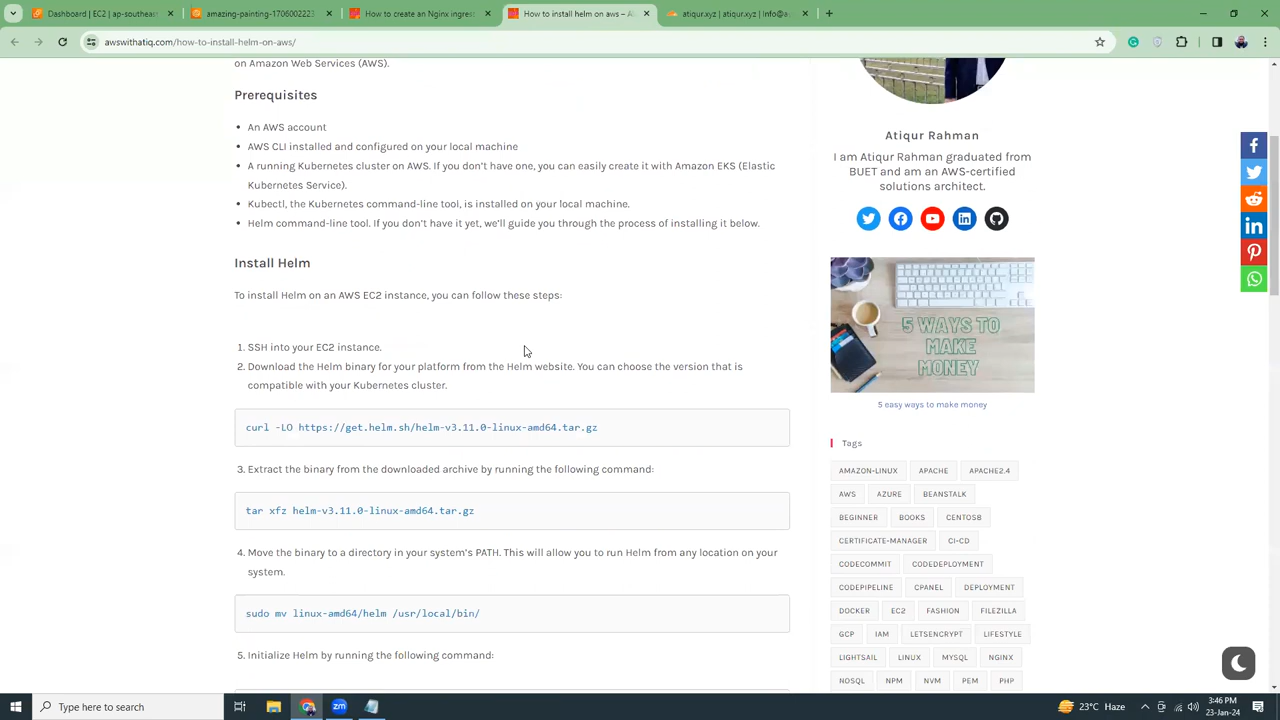 Dashboard | EC2 | ap-southeas
amazingway-1706002223
How to create an Nginx ingres
How to install helm on aws – A
atiqur.xyz | atiqur.xyz | Info@a
awswithatiq.com/how-to-install-helm-on-aws/
on Amazon Web Services (AWS).
Prerequisites
• An AWS account
• AWS CLI installed and configured on your local machine
• A running Kubernetes cluster on AWS. If you don't have one, you can easily create it with Amazon EKS (Elastic
Kubernetes Service).
• Kubectl, the Kubernetes command-line tool, is installed on your local machine.
• Helm command-line tool. If you don't have it yet, we'll guide you through the process of installing it below.
Install Helm
To install Helm on an AWS EC2 instance, you can follow these steps:
1. SSH into your EC2 instance.
2. Download the Helm binary for your platform from the Helm website. You can choose the version that is
compatible with your Kubernetes cluster.
curl -LO https://get.helm.sh/helm-v3.11.0-linux-amd64.tar.gz
3. Extract the binary from the downloaded archive by running the following command:
tar xfz helm-v3.11.0-linux-amd64.tar.gz
4. Move the binary to a directory in your system's PATH. This will allow you to run Helm from any location on your
system.
sudo mv linux-amd64/helm /usr/local/bin/
5. Initialize Helm by running the following command:
Atiqur Rahman
I am Atiqur Rahman graduated from
BUET and am an AWS-certified
solutions architect.
5 WAYS TO
MAKE
MONEY
5 easy ways to make money
Tags
AMAZON-LINUX APACHE APACHE2.4
AWS AZURE BEANSTALK
BEGINNER BOOKS CENTOS8
CERTIFICATE-MANAGER CI-CD
CODECOMMIT CODEDEPLOYMENT
CODEPIPELINE CPANEL DEPLOYMENT
DOCKER EC2 FASHION FILEZILLA
GCP IAM LETSENCRYPT LIFESTYLE
LIGHTSAIL LINUX MYSQL NGINX
NOSQL NPM NVM PEM PHP
Type here to search
zm
23°C Haze
3:46 PM
23-Jan-24